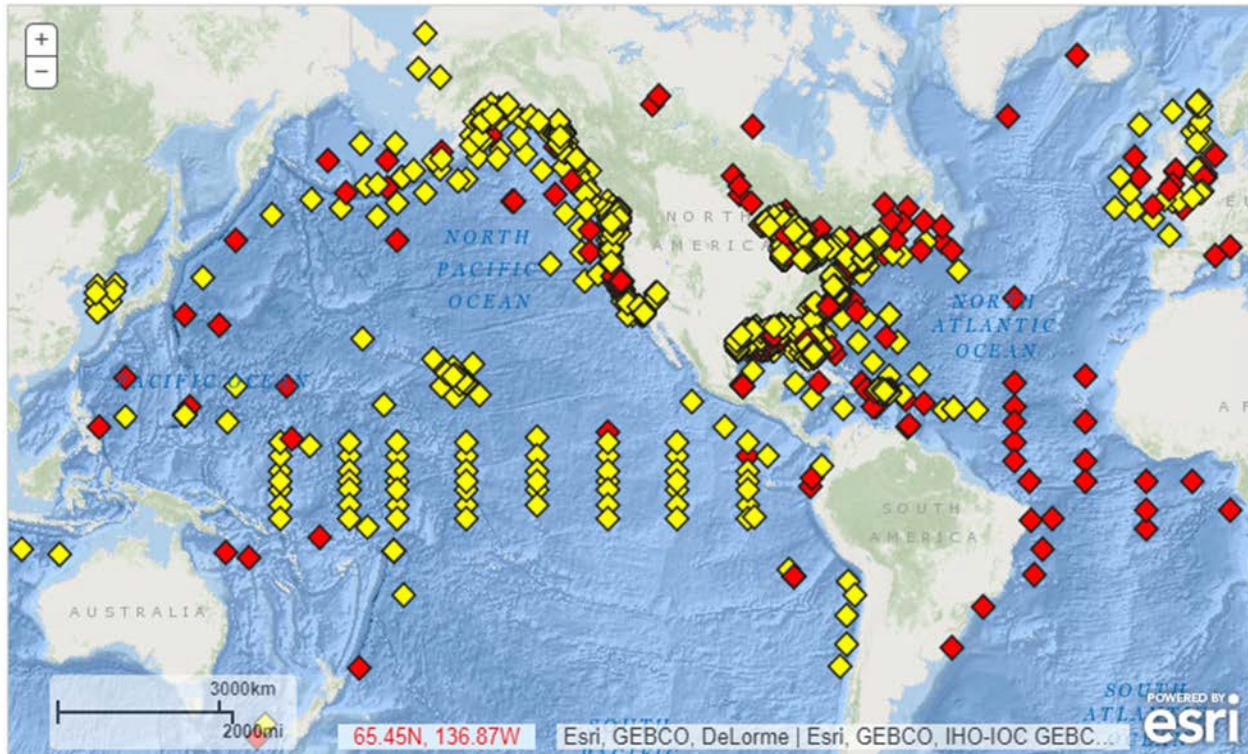 +
−
NORTH
AMERICA
NORTH
PACIFIC
OCEAN
NORTH
ATLANTIC
OCEAN
PACIFIC OCEAN
SOUTH
AMERICA
AUSTRALIA
3000km
2000mi
65.45N, 136.87W
Esri, GEBCO, DeLorme | Esri, GEBCO, IHO-IOC GEBC...
SOUTH
SOUTH
POWERED BY
esri